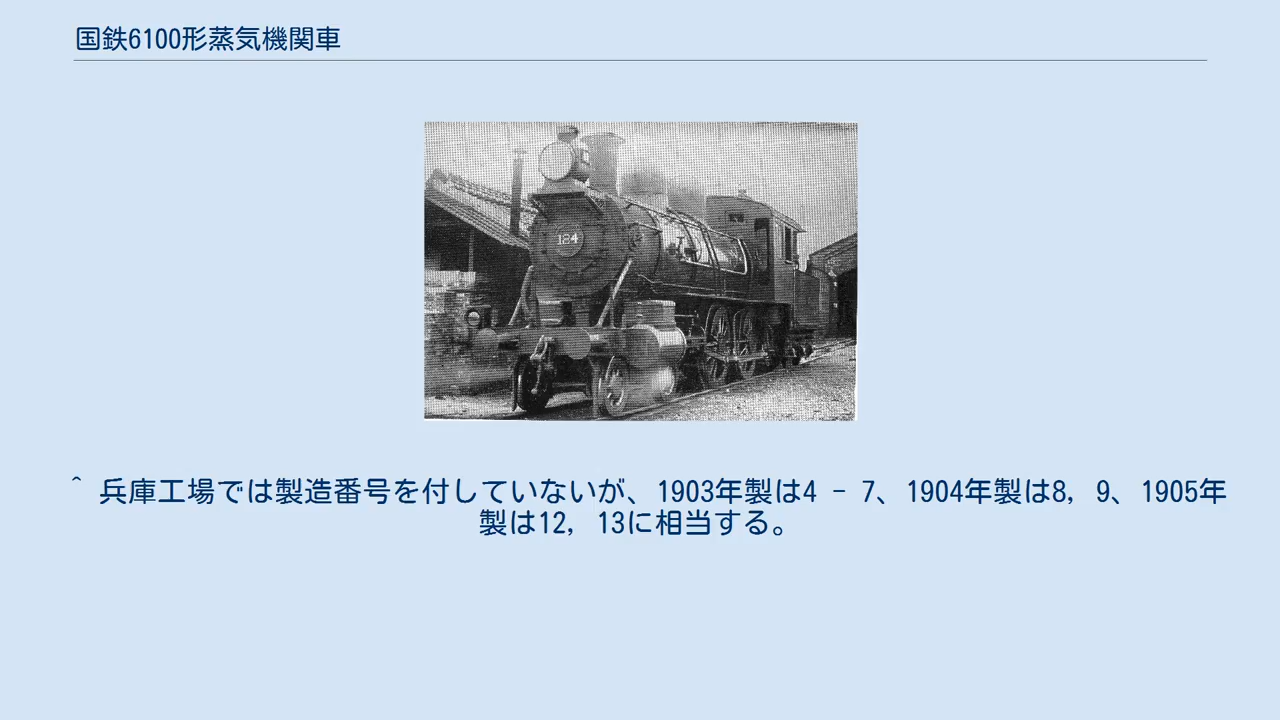 国鉄6100形蒸気機関車
184
^ 兵庫工場では製造番号を付していないが、1903年製は4 - 7、1904年製は8, 9、1905年
製は12, 13に相当する。